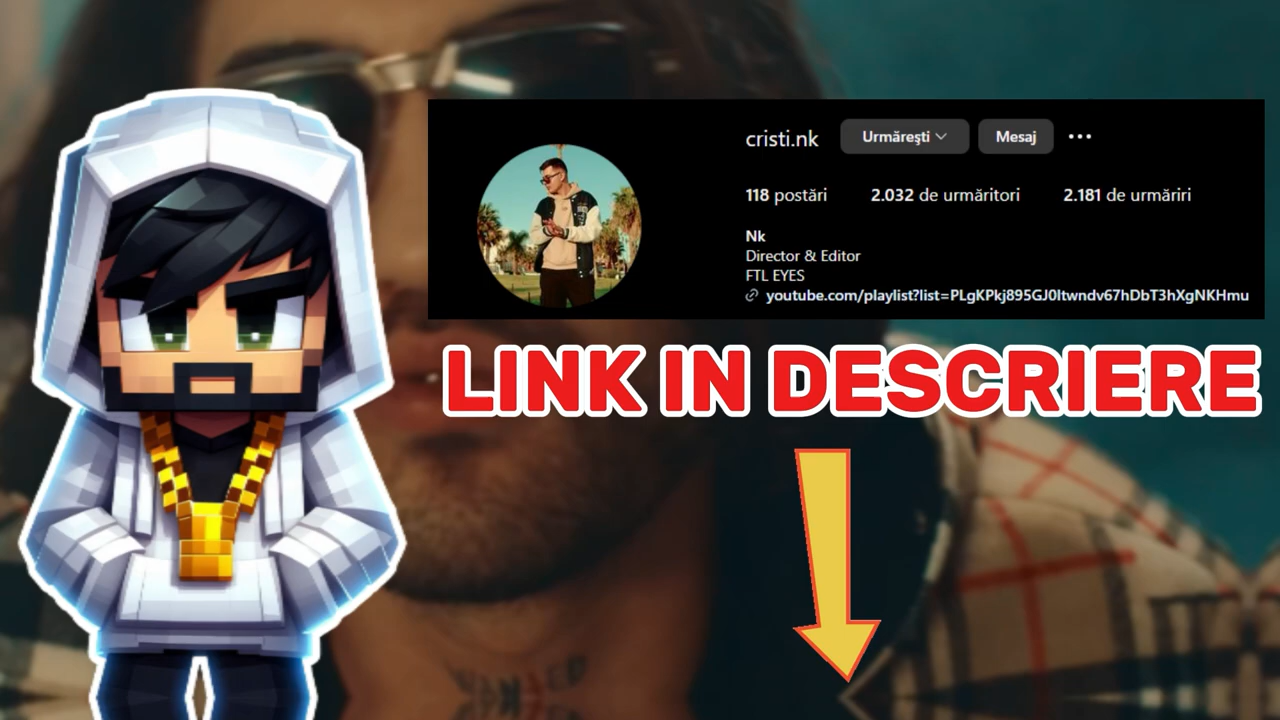 cristi.nk Urmărești Mesaj
118 postări 2.032 de urmăritori 2.181 de urmăriri
Nk
Director & Editor
FTL EYES
youtube.com/playlist?list=PLgKPkj895GJ0ltwndv67hDbT3hXgNKHmu
LINK IN DESCRIERE